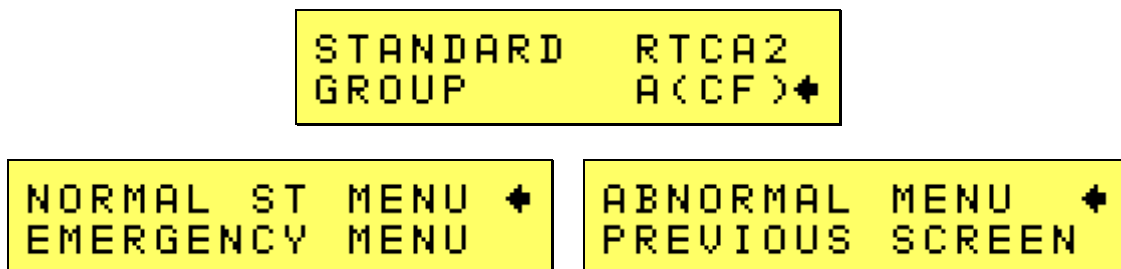 STANDARD RTCA2
GROUP A(CF)
NORMAL ST MENU
EMERGENCY MENU
ABNORMAL MENU
PREVIOUS SCREEN